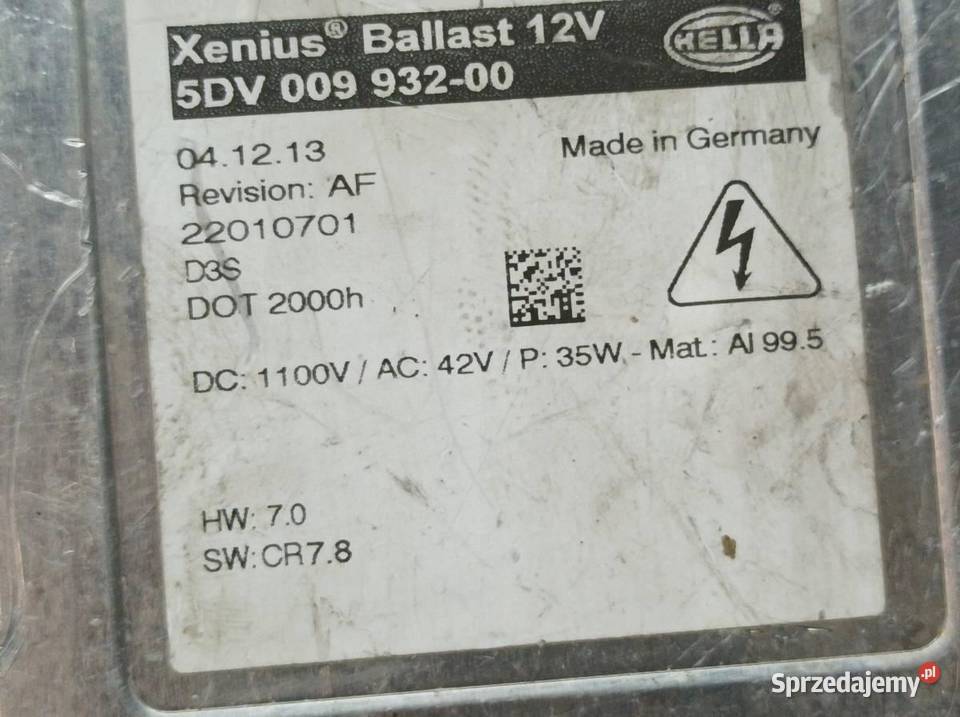 Xenius® Ballast 12V
HELLA
5DV 009 932-00
04.12.13
Made in Germany
Revision: AF
22010701
D3S
DOT 2000h
DC: 1100V / AC: 42V / P: 35W - Mat.: Al 99.5
HW: 7.0
SW: CR7.8
Sprzedajemy.pl